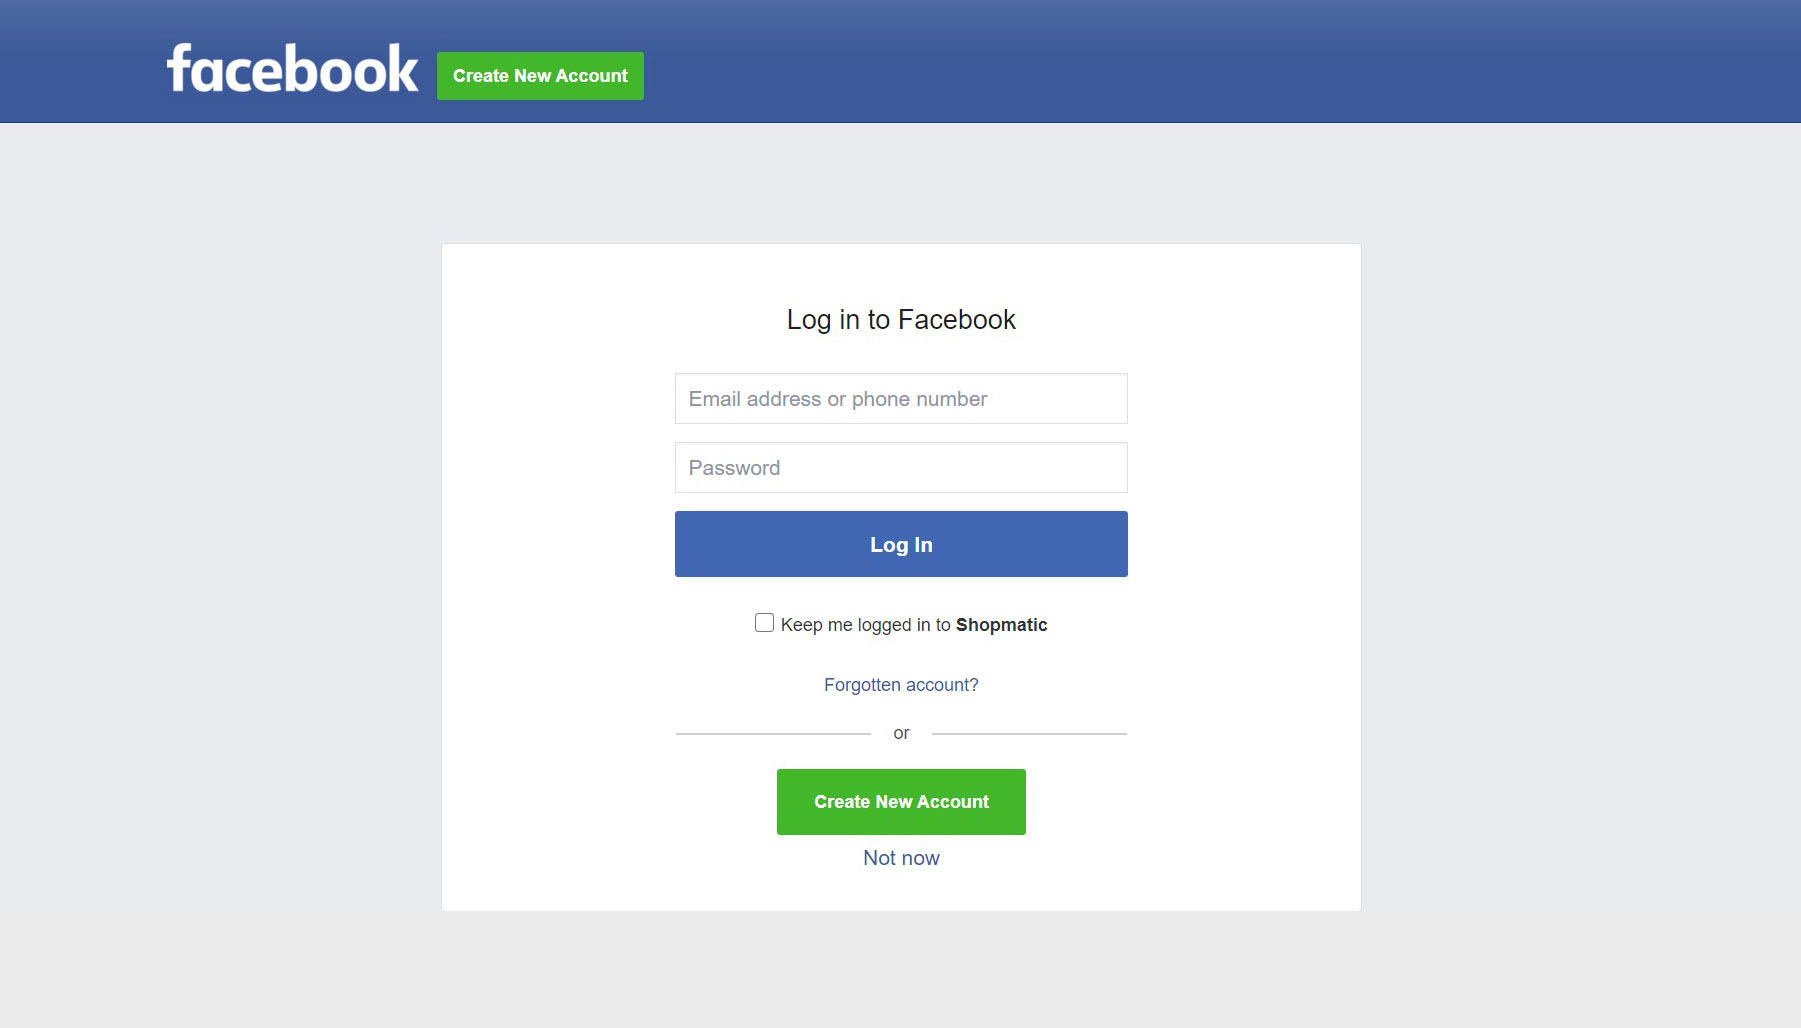 facebook Create New Account
Log in to Facebook
Email address or phone number
Password
Log In
Keep me logged in to Shopmatic
Forgotten account?
or
Create New Account
Not now